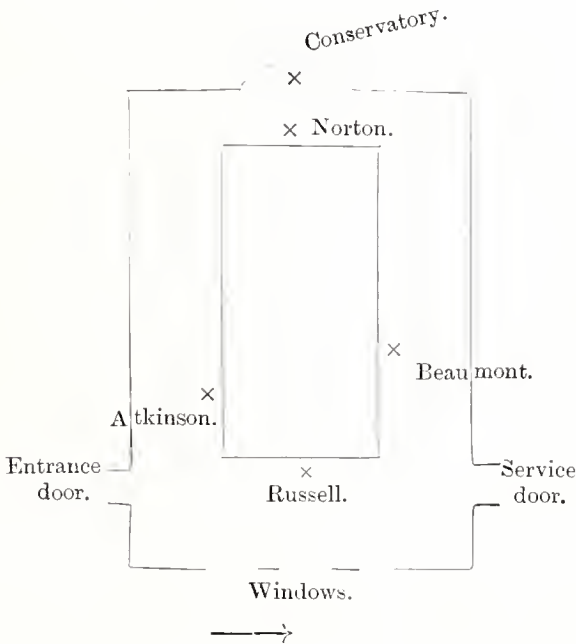 Conservatory.
Norton.
Beaumont.
Atkinson.
Entrance
door.
Service
door.
Russell.
Windows.